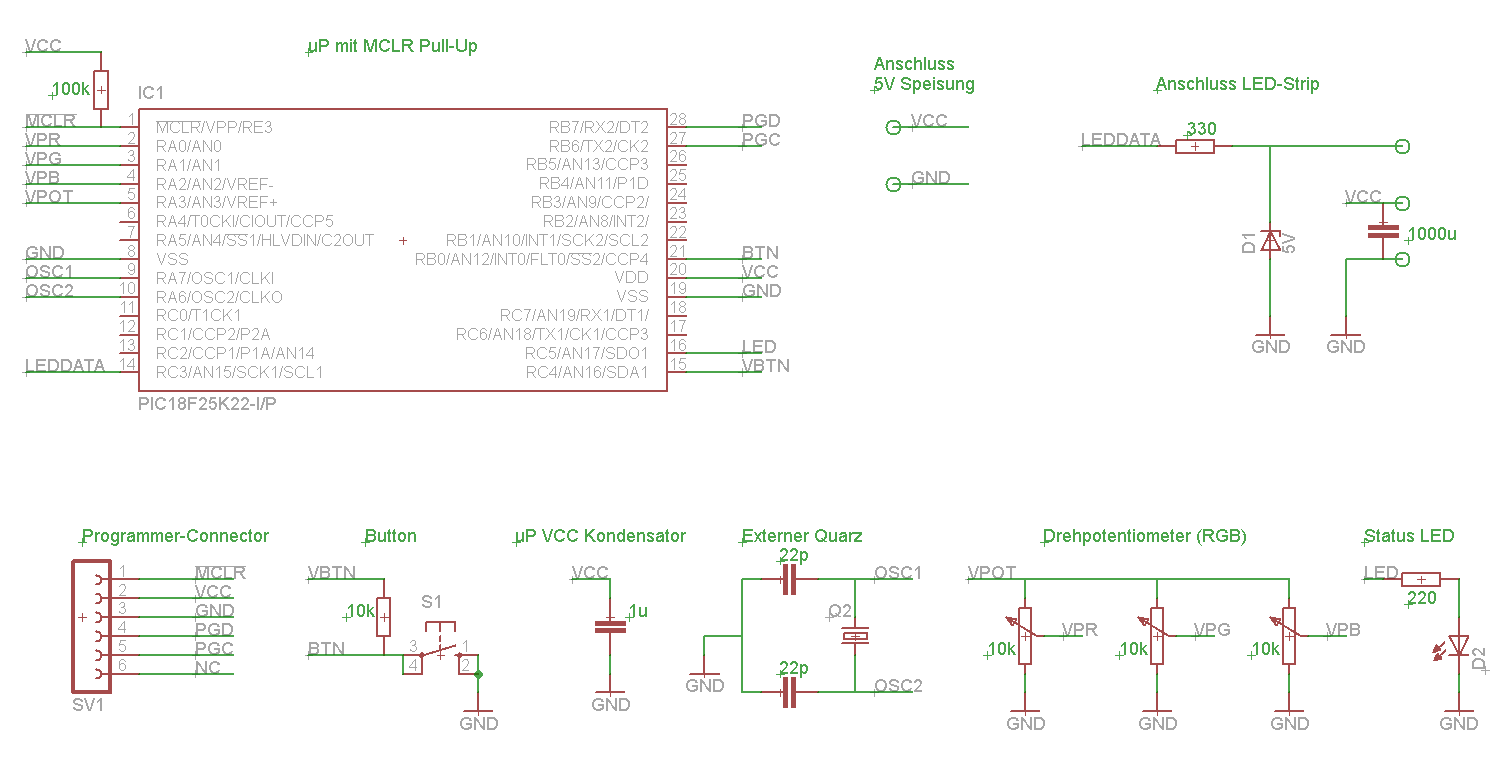 VCC
µP mit MCLR Pull-Up
100k
IC1
MCLR
VPR
VPG
VPB
VPOT
GND
OSC1
OSC2
LEDDATA
1 MCLR/VPP/RE3
2 RA0/AN0
3 RA1/AN1
4 RA2/AN2/VREF-
5 RA3/AN3/VREF+
6 RA4/T0CKI/CIOUT/CCP5
7 RA5/AN4/SS1/HLVDIN/C2OUT
8 VSS
9 RA7/OSC1/CLKI
10 RA6/OSC2/CLKO
11 RC0/T1CK1
12 RC1/CCP2/P2A
13 RC2/CCP1/P1A/AN14
14 RC3/AN15/SCK1/SCL1
RB7/RX2/DT2 28
RB6/TX2/CK2 27
RB5/AN13/CCP3 26
RB4/AN11/P1D 25
RB3/AN9/CCP2/ 24
RB2/AN8/INT2/ 23
RB1/AN10/INT1/SCK2/SCL2 22
RB0/AN12/INT0/FLT0/SS2/CCP4 21
VDD 20
VSS 19
RC7/AN19/RX1/DT1/ 18
RC6/AN18/TX1/CK1/CCP3 17
RC5/AN17/SDO1 16
RC4/AN16/SDA1 15
PGD
PGC
BTN
VCC
GND
LED
VBTN
PIC18F25K22-I/P
Anschluss
5V Speisung
VCC
GND
Anschluss LED-Strip
LEDDATA
330
VCC
D1
5V
1000u
GND
GND
Programmer-Connector
1 MCLR
2 VCC
3 GND
4 PGD
5 PGC
6 NC
SV1
Button
VBTN
10k
S1
BTN
3
1
4
2
GND
µP VCC Kondensator
VCC
1u
GND
Externer Quarz
22p
OSC1
Q2
22p
OSC2
GND
Drehpotentiometer (RGB)
VPOT
VPR
10k
GND
VPG
10k
GND
VPB
10k
GND
Status LED
LED
220
D2
GND